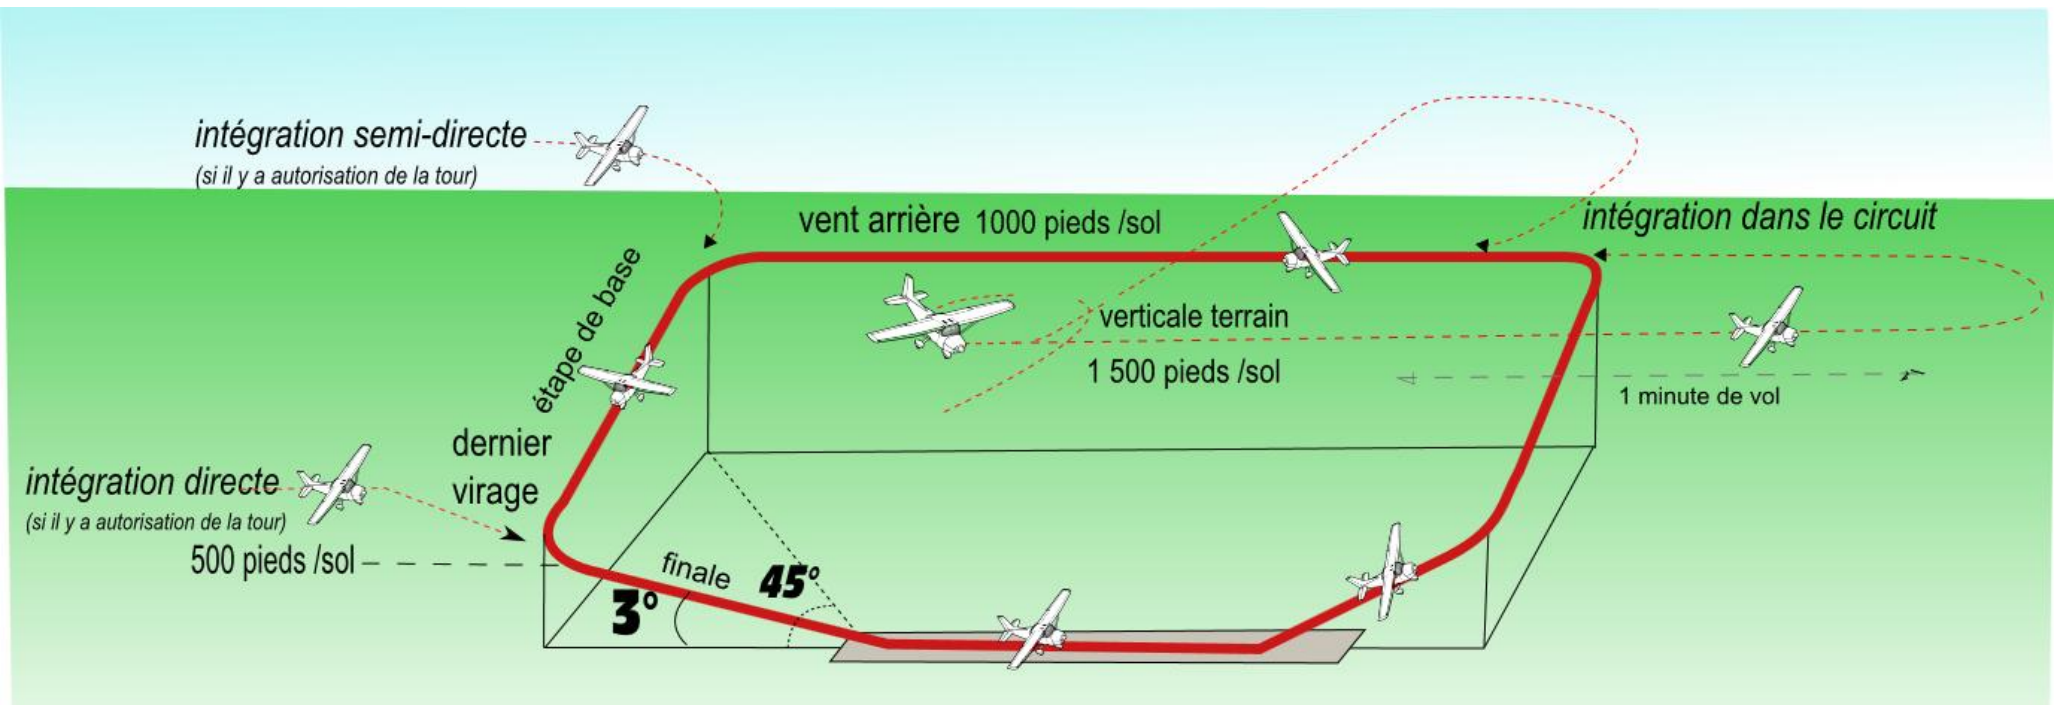 intégration semi-directe
(si il y a autorisation de la tour)
vent arrière 1000 pieds /sol
intégration dans le circuit
étape de base
verticale terrain
1 500 pieds /sol
1 minute de vol
dernier
virage
intégration directe
(si il y a autorisation de la tour)
500 pieds /sol
finale
45°
3°